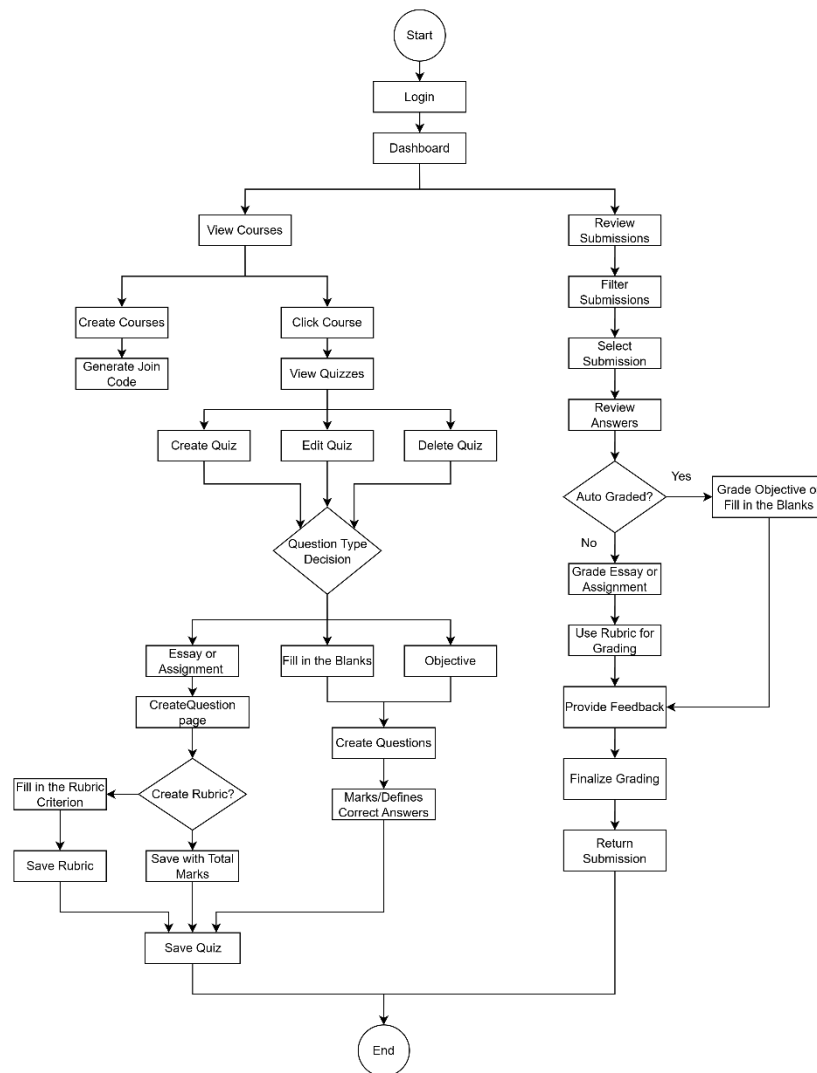 Start
Login
Dashboard
View Courses
Review
Submissions
Create Courses
Click Course
Filter
Submissions
Generate Join
Code
View Quizzes
Select
Submission
Review
Answers
Create Quiz
Edit Quiz
Delete Quiz
Auto Graded?
Yes
Grade Objective or
Fill in the Blanks
No
Question Type
Decision
Grade Essay or
Assignment
Essay or
Assignment
Fill in the Blanks
Objective
Use Rubric for
Grading
CreateQuestion
page
Provide Feedback
Create Questions
Fill in the Rubric
Criterion
Create Rubric?
Marks/Defines
Correct Answers
Finalize Grading
Save Rubric
Save with Total
Marks
Return
Submission
Save Quiz
End